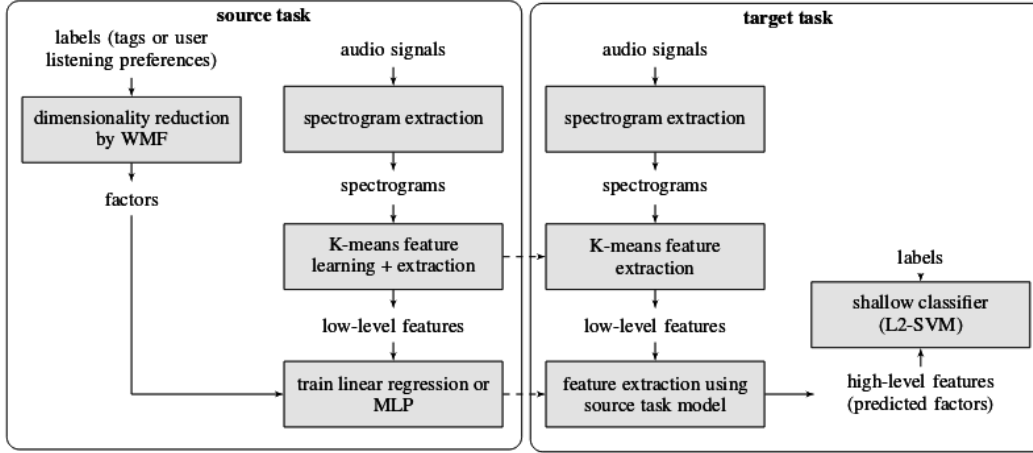 source task
labels (tags or user
listening preferences)
dimensionality reduction
by WMF
factors
audio signals
spectrogram extraction
spectrograms
K-means feature
learning + extraction
low-level features
train linear regression or
MLP
target task
audio signals
spectrogram extraction
spectrograms
K-means feature
extraction
low-level features
feature extraction using
source task model
labels
shallow classifier
(L2-SVM)
high-level features
(predicted factors)